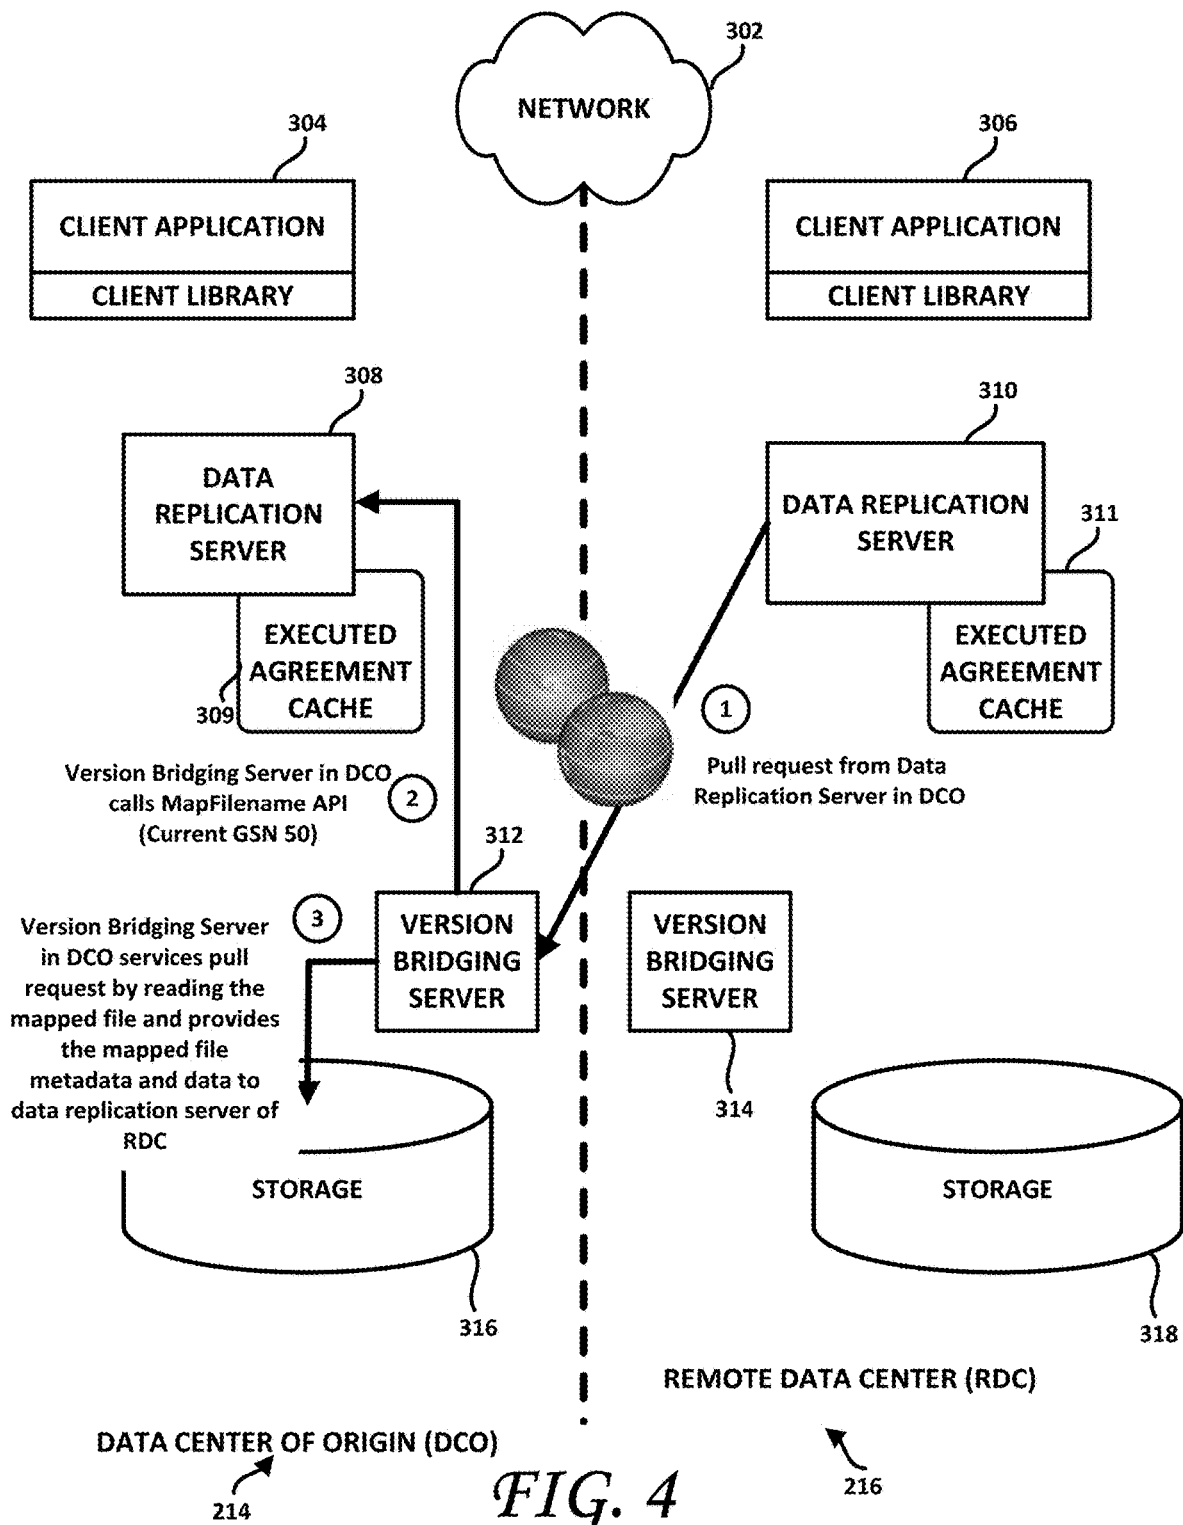 302
NETWORK
304
CLIENT APPLICATION
CLIENT LIBRARY
306
CLIENT APPLICATION
CLIENT LIBRARY
308
DATA
REPLICATION
SERVER
EXECUTED
AGREEMENT
CACHE
309
310
DATA REPLICATION
SERVER
311
EXECUTED
AGREEMENT
CACHE
1
Pull request from Data
Replication Server in DCO
Version Bridging Server in DCO
calls MapFilename API
(Current GSN 50)
2
312
VERSION
BRIDGING
SERVER
VERSION
BRIDGING
SERVER
314
3
Version Bridging Server
in DCO services pull
request by reading the
mapped file and provides
the mapped file
metadata and data to
data replication server of
RDC
STORAGE
316
STORAGE
318
REMOTE DATA CENTER (RDC)
216
DATA CENTER OF ORIGIN (DCO)
214
FIG. 4